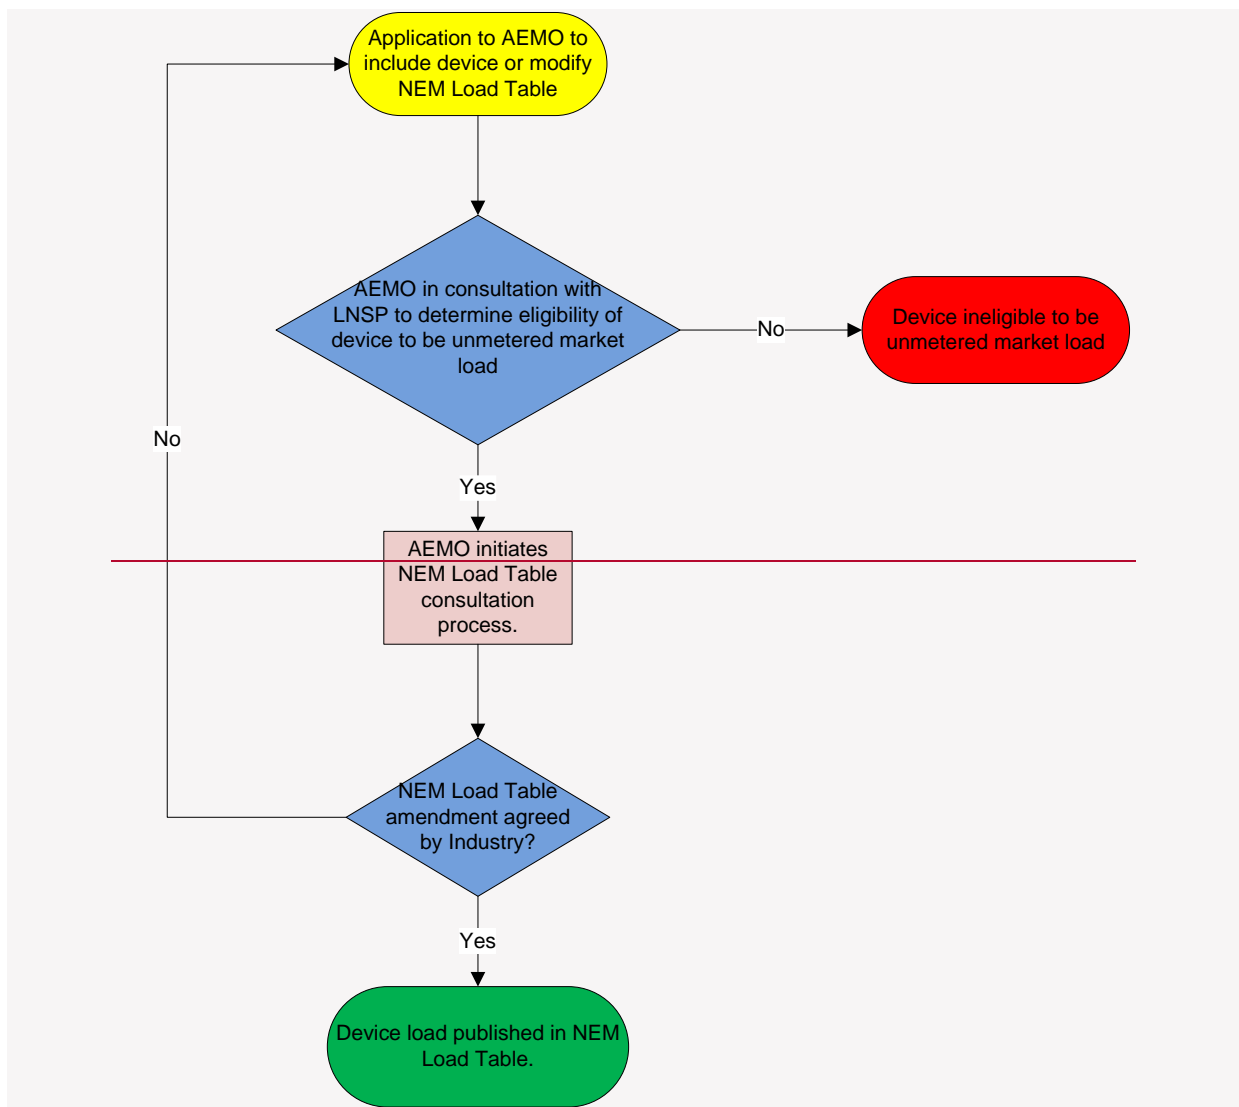 Application to AEMO to
include device or modify
NEM Load Table
AEMO in consultation with
LNSP to determine eligibility of
device to be unmetered market
load
No
Device ineligible to be
unmetered market load
No
Yes
AEMO initiates
NEM Load Table
consultation
process.
NEM Load Table
amendment agreed
by Industry?
Yes
Device load published in NEM
Load Table.